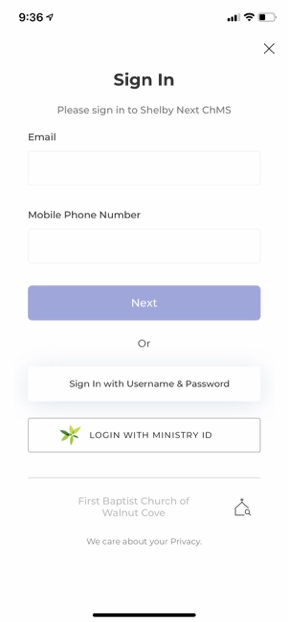 9:36
Sign In
Please sign in to Shelby Next ChMS
Email
Mobile Phone Number
Next
Or
Sign In with Username & Password
LOGIN WITH MINISTRY ID
First Baptist Church of
Walnut Cove
We care about your Privacy.